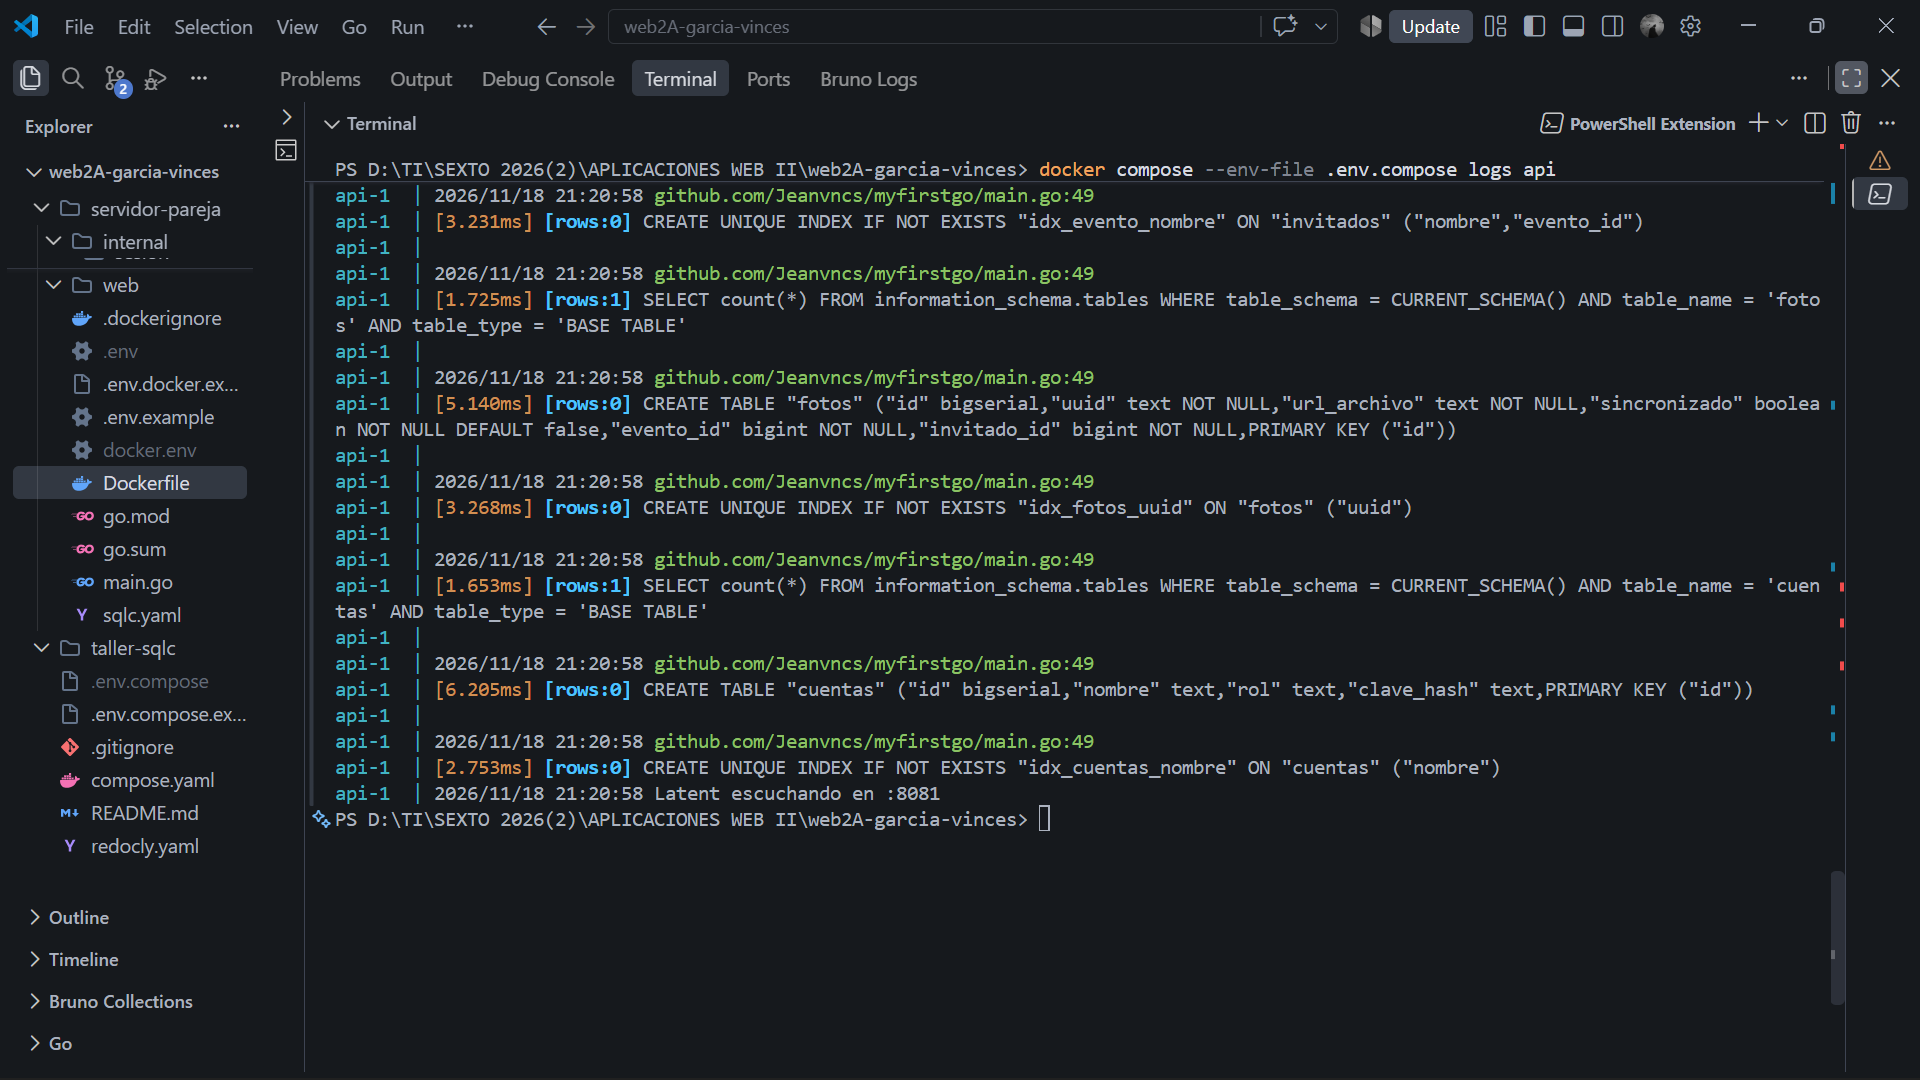 File Edit Selection View Go Run ··· web2A-garcia-vinces Update
2 ··· Problems Output Debug Console Terminal Ports Bruno Logs ···
Explorer ···
Terminal
PowerShell Extension
web2A-garcia-vinces
servidor-pareja
internal
web
.dockerignore
.env
.env.docker.ex...
.env.example
docker.env
Dockerfile
go.mod
go.sum
main.go
sqlc.yaml
taller-sqlc
.env.compose
.env.compose.ex...
.gitignore
compose.yaml
README.md
redocly.yaml
Outline
Timeline
Bruno Collections
Go
PS D:\TI\SEXTO 2026(2)\APLICACIONES WEB II\web2A-garcia-vinces> docker compose --env-file .env.compose logs api
api-1  | 2026/11/18 21:20:58 github.com/Jeanvncs/myfirstgo/main.go:49
api-1  | [3.231ms] [rows:0] CREATE UNIQUE INDEX IF NOT EXISTS "idx_evento_nombre" ON "invitados" ("nombre","evento_id")
api-1  |
api-1  | 2026/11/18 21:20:58 github.com/Jeanvncs/myfirstgo/main.go:49
api-1  | [1.725ms] [rows:1] SELECT count(*) FROM information_schema.tables WHERE table_schema = CURRENT_SCHEMA() AND table_name = 'foto
s' AND table_type = 'BASE TABLE'
api-1  |
api-1  | 2026/11/18 21:20:58 github.com/Jeanvncs/myfirstgo/main.go:49
api-1  | [5.140ms] [rows:0] CREATE TABLE "fotos" ("id" bigserial,"uuid" text NOT NULL,"url_archivo" text NOT NULL,"sincronizado" boolea
n NOT NULL DEFAULT false,"evento_id" bigint NOT NULL,"invitado_id" bigint NOT NULL,PRIMARY KEY ("id"))
api-1  |
api-1  | 2026/11/18 21:20:58 github.com/Jeanvncs/myfirstgo/main.go:49
api-1  | [3.268ms] [rows:0] CREATE UNIQUE INDEX IF NOT EXISTS "idx_fotos_uuid" ON "fotos" ("uuid")
api-1  |
api-1  | 2026/11/18 21:20:58 github.com/Jeanvncs/myfirstgo/main.go:49
api-1  | [1.653ms] [rows:1] SELECT count(*) FROM information_schema.tables WHERE table_schema = CURRENT_SCHEMA() AND table_name = 'cuen
tas' AND table_type = 'BASE TABLE'
api-1  |
api-1  | 2026/11/18 21:20:58 github.com/Jeanvncs/myfirstgo/main.go:49
api-1  | [6.205ms] [rows:0] CREATE TABLE "cuentas" ("id" bigserial,"nombre" text,"rol" text,"clave_hash" text,PRIMARY KEY ("id"))
api-1  |
api-1  | 2026/11/18 21:20:58 github.com/Jeanvncs/myfirstgo/main.go:49
api-1  | [2.753ms] [rows:0] CREATE UNIQUE INDEX IF NOT EXISTS "idx_cuentas_nombre" ON "cuentas" ("nombre")
api-1  | 2026/11/18 21:20:58 Latent escuchando en :8081
PS D:\TI\SEXTO 2026(2)\APLICACIONES WEB II\web2A-garcia-vinces>